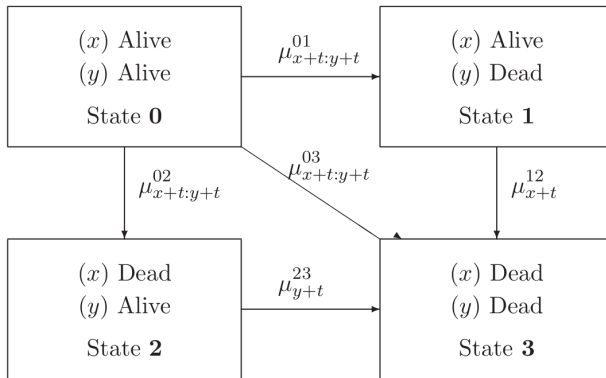 (x) Alive
(y) Alive
State 0
μ^{01}_{x+t:y+t}
(x) Alive
(y) Dead
State 1
μ^{02}_{x+t:y+t}
μ^{03}_{x+t:y+t}
μ^{12}_{x+t}
(x) Dead
(y) Alive
State 2
μ^{23}_{y+t}
(x) Dead
(y) Dead
State 3